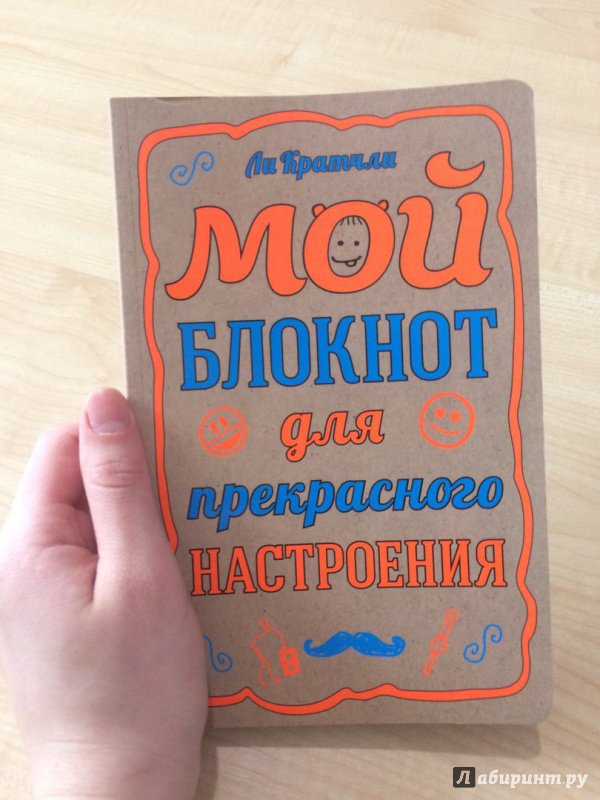 Ли Кратчли
Мой
БЛОКНОТ
для
прекрасного
НАСТРОЕНИЯ
Лабиринт.ру